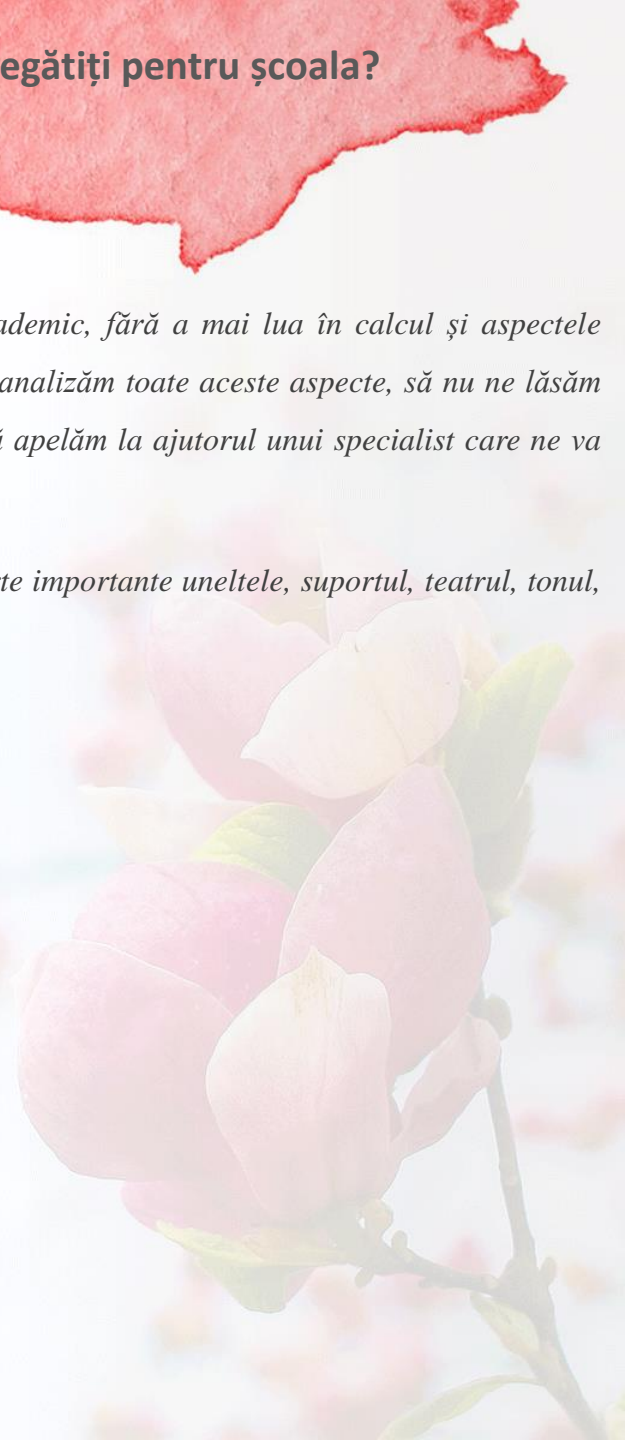 egătiți pentru școala?
ademic, fără a mai lua în calcul și aspectele
analizăm toate aceste aspecte, să nu ne lăsăm
apelăm la ajutorul unui specialist care ne va
te importante uneltele, suportul, teatrul, tonul,